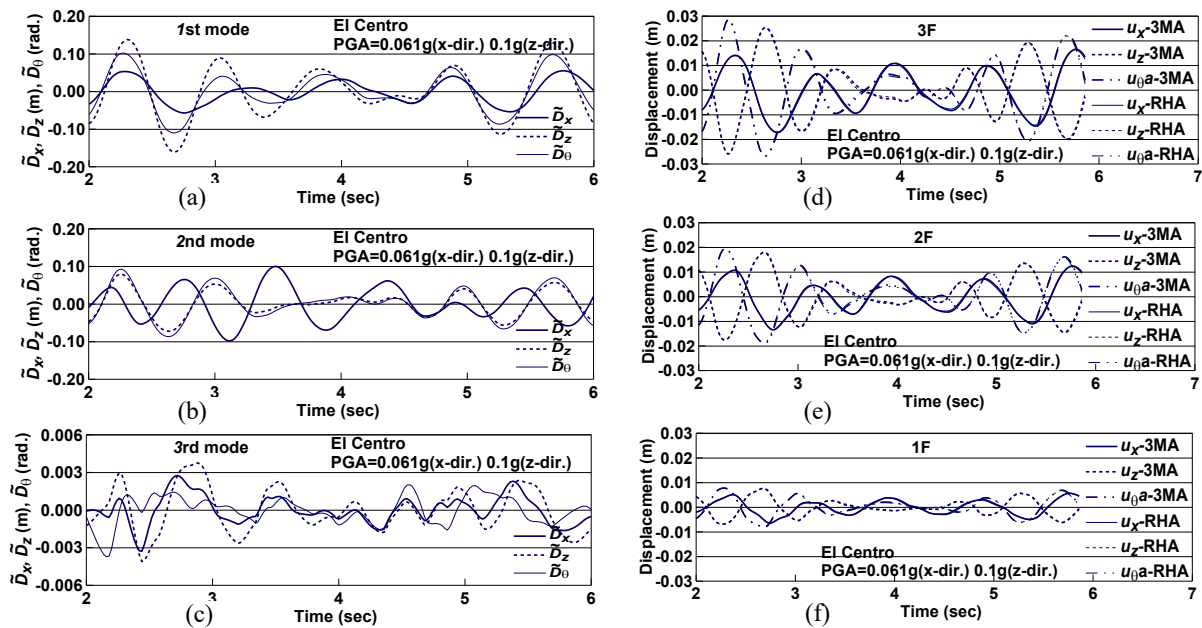 D̃x, D̃z (m), D̃θ (rad.)
0.20
0.10
0.00
-0.10
-0.20
1st mode
El Centro
PGA=0.061g(x-dir.) 0.1g(z-dir.)
D̃x
D̃z
D̃θ
2 3 4 5 6
Time (sec)
(a)
D̃x, D̃z (m), D̃θ (rad.)
0.20
0.10
0.00
-0.10
-0.20
2nd mode
El Centro
PGA=0.061g(x-dir.) 0.1g(z-dir.)
D̃x
D̃z
D̃θ
2 3 4 5 6
Time (sec)
(b)
D̃x, D̃z (m), D̃θ (rad.)
0.006
0.003
0.000
-0.003
-0.006
3rd mode
El Centro
PGA=0.061g(x-dir.) 0.1g(z-dir.)
D̃x
D̃z
D̃θ
2 3 4 5 6
Time (sec)
(c)
Displacement (m)
0.03
0.02
0.01
0.00
-0.01
-0.02
-0.03
3F
El Centro
PGA=0.061g(x-dir.) 0.1g(z-dir.)
ux-3MA
uz-3MA
uθa-3MA
ux-RHA
uz-RHA
uθa-RHA
2 3 4 5 6 7
Time (sec)
(d)
Displacement (m)
0.03
0.02
0.01
0.00
-0.01
-0.02
-0.03
2F
El Centro
PGA=0.061g(x-dir.) 0.1g(z-dir.)
ux-3MA
uz-3MA
uθa-3MA
ux-RHA
uz-RHA
uθa-RHA
2 3 4 5 6 7
Time (sec)
(e)
Displacement (m)
0.03
0.02
0.01
0.00
-0.01
-0.02
-0.03
1F
El Centro
PGA=0.061g(x-dir.) 0.1g(z-dir.)
ux-3MA
uz-3MA
uθa-3MA
ux-RHA
uz-RHA
uθa-RHA
2 3 4 5 6 7
Time (sec)
(f)